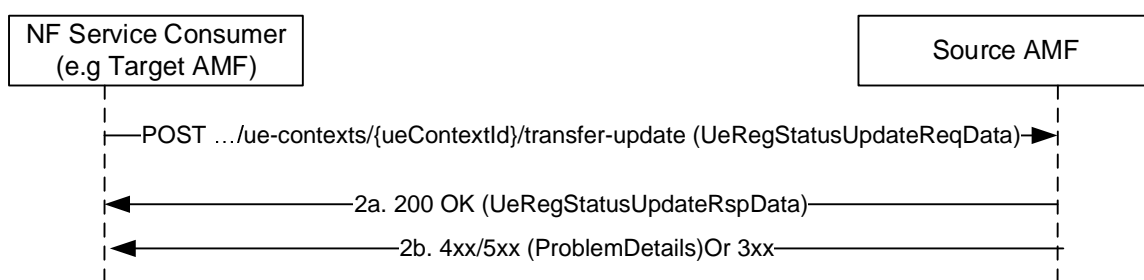 NF Service Consumer
(e.g Target AMF)
Source AMF
POST …/ue-contexts/{ueContextId}/transfer-update (UeRegStatusUpdateReqData)
2a. 200 OK (UeRegStatusUpdateRspData)
2b. 4xx/5xx (ProblemDetails)Or 3xx